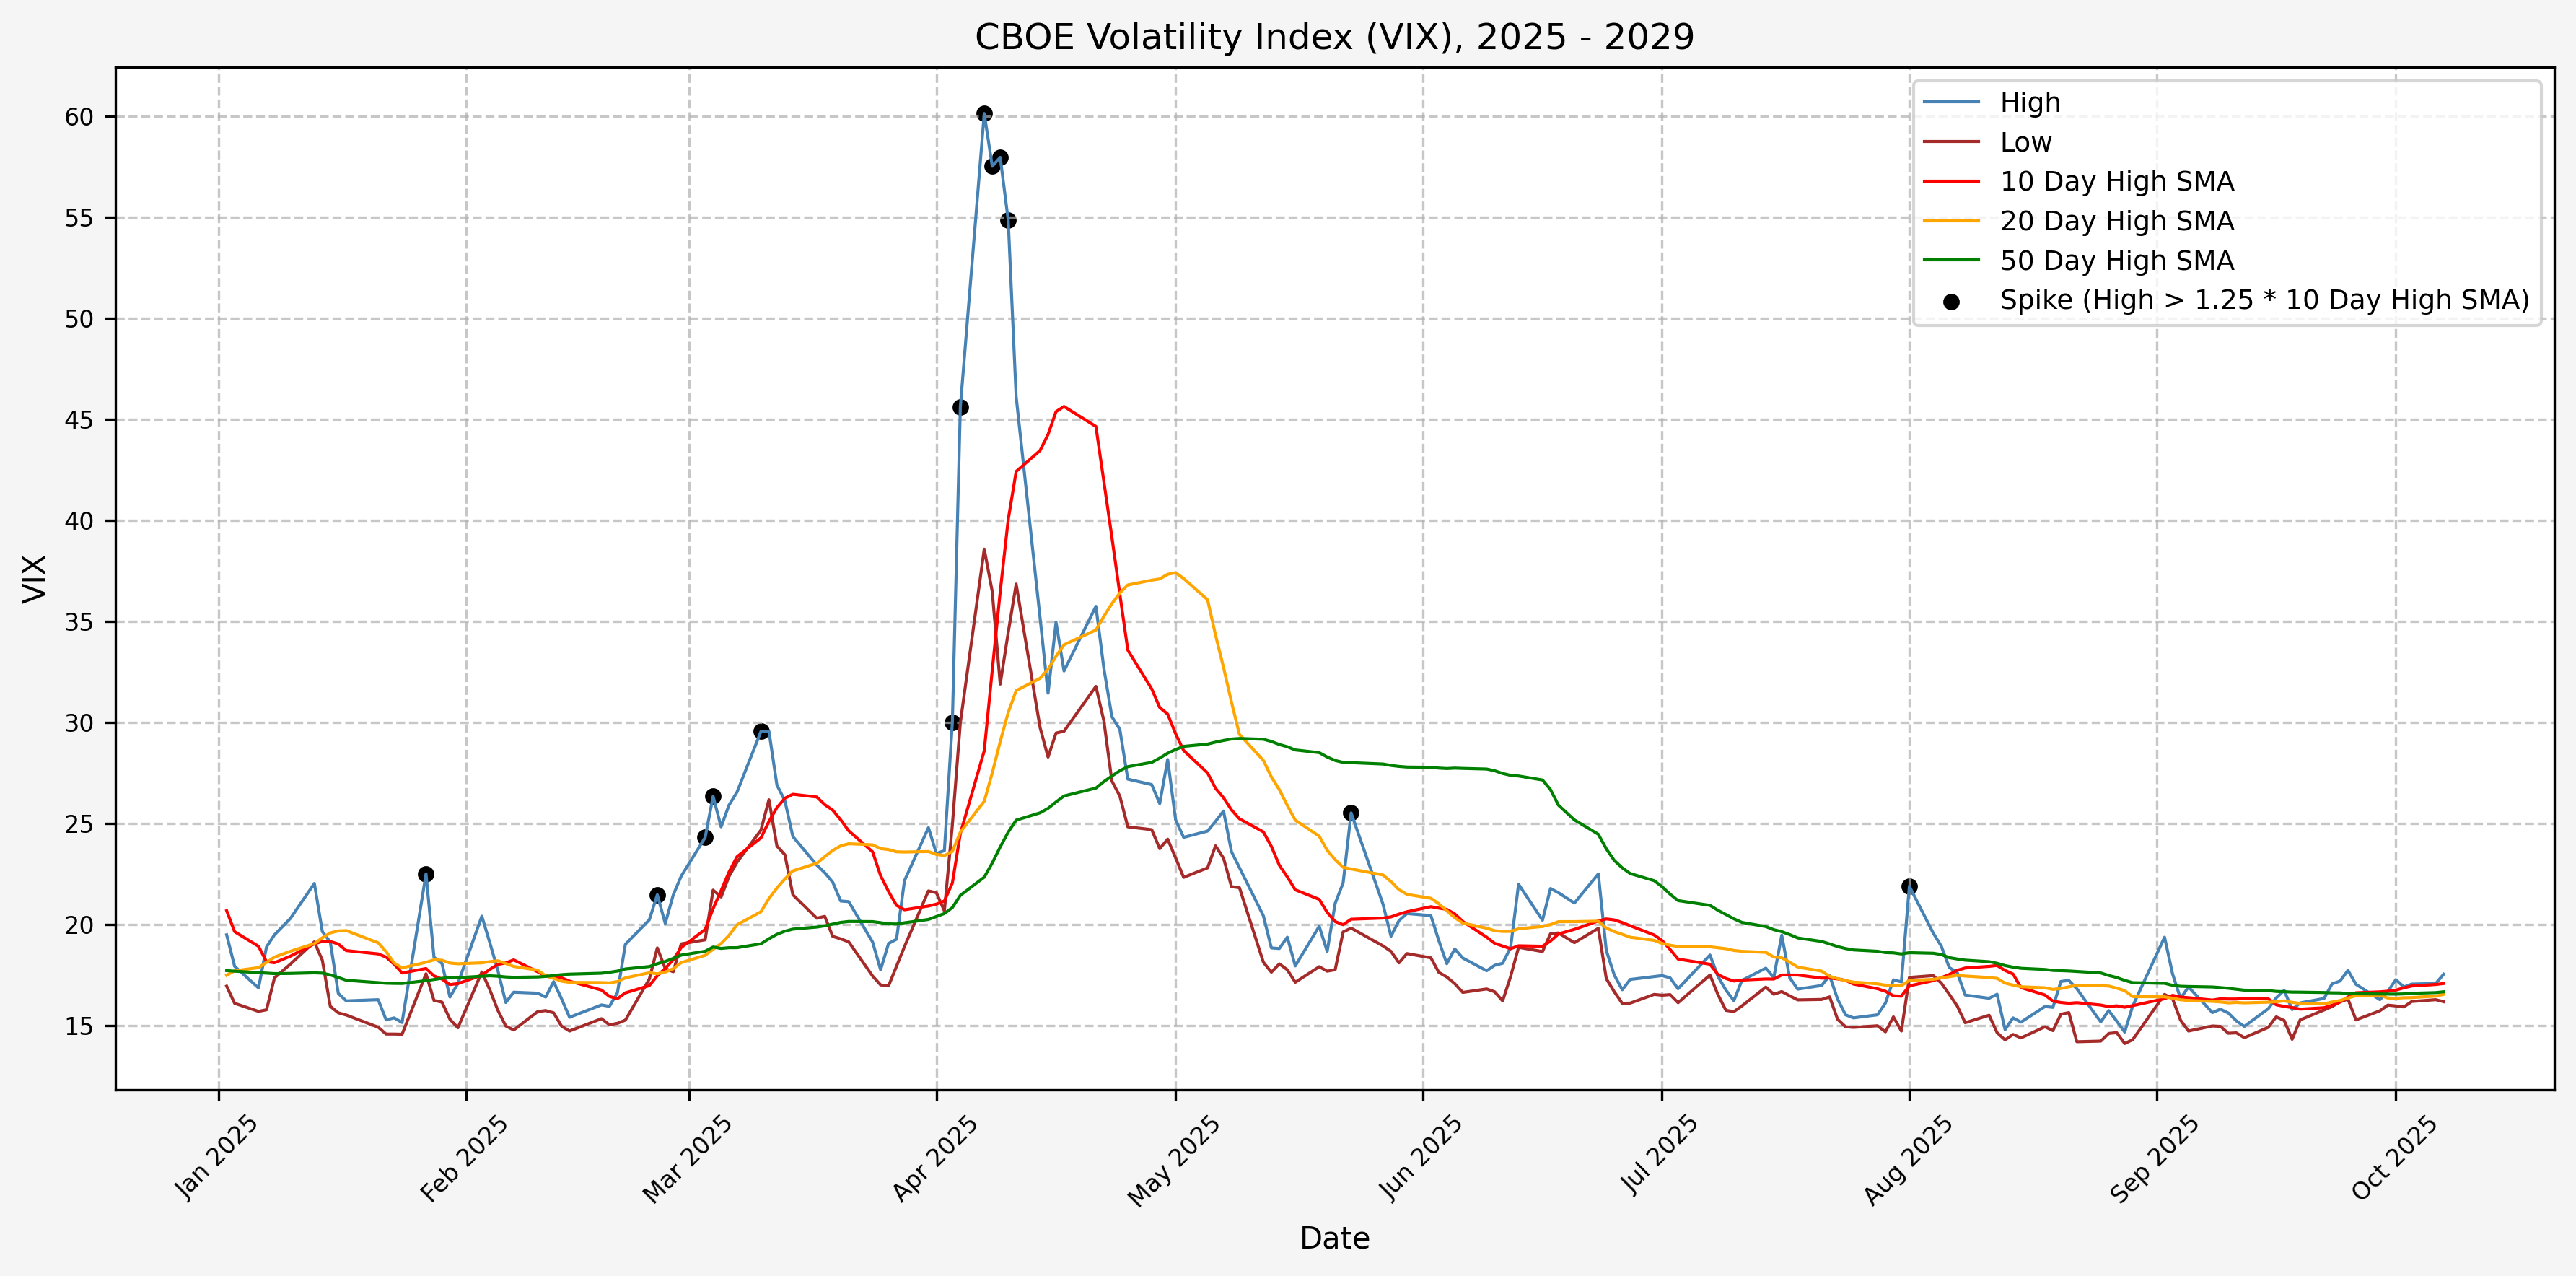 CBOE Volatility Index (VIX), 2025 - 2029
High
Low
10 Day High SMA
20 Day High SMA
50 Day High SMA
Spike (High > 1.25 * 10 Day High SMA)
VIX
60
55
50
45
40
35
30
25
20
15
Jan 2025
Feb 2025
Mar 2025
Apr 2025
May 2025
Jun 2025
Jul 2025
Aug 2025
Sep 2025
Oct 2025
Date